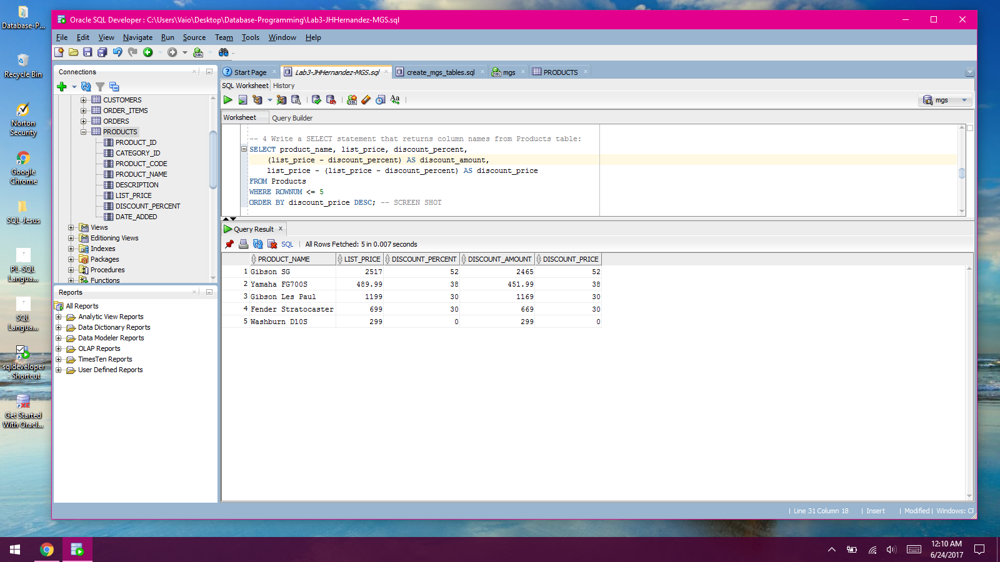 Database-P...
Recycle Bin
Norton
Security
Google
Chrome
SQL-Jesus
PL-SQL
Langua...
SQL
Langua...
sqldeveloper
- Shortcut
Get Started
With Oracl...
Oracle SQL Developer : C:\Users\Vaio\Desktop\Database-Programming\Lab3-JHHernandez-MGS.sql
File Edit View Navigate Run Source Team Tools Window Help
Connections
CUSTOMERS
ORDER_ITEMS
ORDERS
PRODUCTS
PRODUCT_ID
CATEGORY_ID
PRODUCT_CODE
PRODUCT_NAME
DESCRIPTION
LIST_PRICE
DISCOUNT_PERCENT
DATE_ADDED
Views
Editioning Views
Indexes
Packages
Procedures
Functions
Reports
All Reports
Analytic View Reports
Data Dictionary Reports
Data Modeler Reports
OLAP Reports
TimesTen Reports
User Defined Reports
Start Page Lab3-JHHernandez-MGS.sql create_mgs_tables.sql mgs PRODUCTS
SQL Worksheet History
mgs
Worksheet Query Builder
-- 4 Write a SELECT statement that returns column names from Products table:
SELECT product_name, list_price, discount_percent,
(list_price - discount_percent) AS discount_amount,
list_price - (list_price - discount_percent) AS discount_price
FROM Products
WHERE ROWNUM <= 5
ORDER BY discount_price DESC; -- SCREEN SHOT
Query Result x
SQL | All Rows Fetched: 5 in 0.007 seconds
PRODUCT_NAME LIST_PRICE DISCOUNT_PERCENT DISCOUNT_AMOUNT DISCOUNT_PRICE
1 Gibson SG 2517 52 2465 52
2 Yamaha FG700S 489.99 38 451.99 38
3 Gibson Les Paul 1199 30 1169 30
4 Fender Stratocaster 699 30 669 30
5 Washburn D10S 299 0 299 0
| Line 31 Column 18 | Insert | Modified | Windows: CF
12:10 AM
6/24/2017